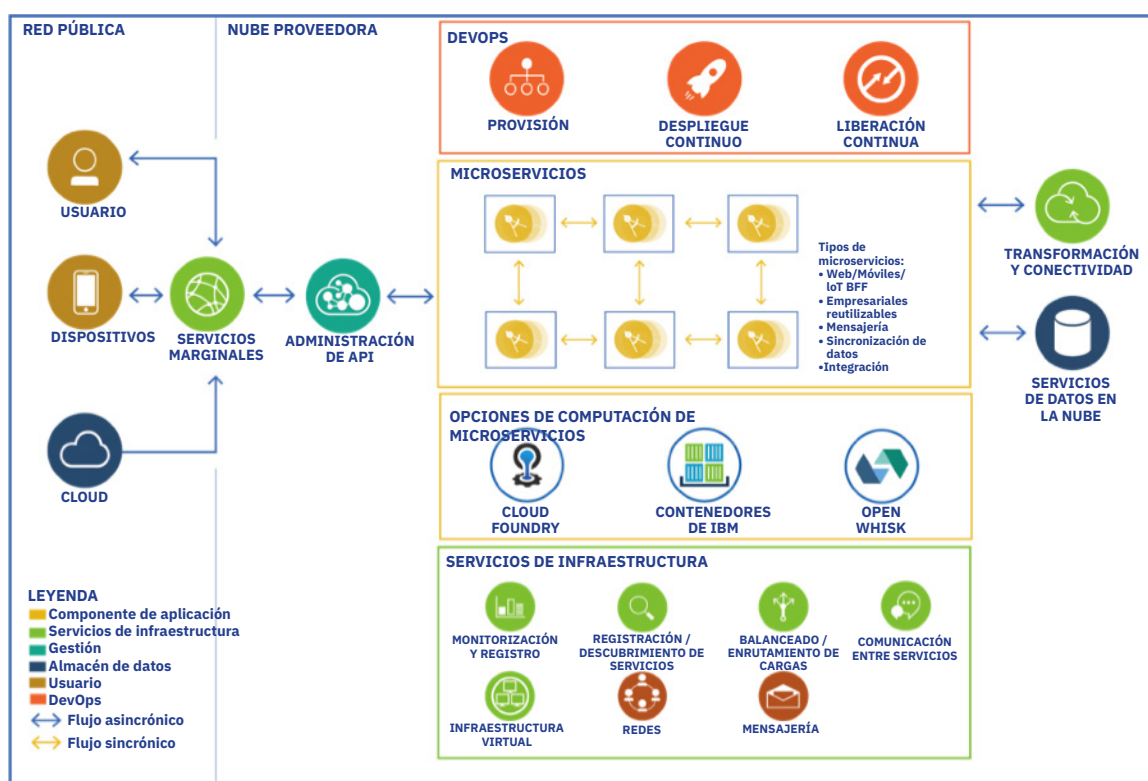 RED PÚBLICA
NUBE PROVEEDORA
USUARIO
DISPOSITIVOS
SERVICIOS
MARGINALES
ADMINISTRACIÓN
DE API
CLOUD
DEVOPS
PROVISIÓN
DESPLIEGUE
CONTINUO
LIBERACIÓN
CONTINUA
MICROSERVICIOS
Tipos de
microservicios:
• Web/Móviles/
IoT BFF
• Empresariales
reutilizables
• Mensajería
• Sincronización de
datos
•Integración
TRANSFORMACIÓN
Y CONECTIVIDAD
SERVICIOS
DE DATOS EN
LA NUBE
OPCIONES DE COMPUTACIÓN DE
MICROSERVICIOS
CLOUD
FOUNDRY
CONTENEDORES
DE IBM
OPEN
WHISK
SERVICIOS DE INFRAESTRUCTURA
MONITORIZACIÓN
Y REGISTRO
REGISTRACIÓN /
DESCUBRIMIENTO DE
SERVICIOS
BALANCEADO /
ENRUTAMIENTO DE
CARGAS
COMUNICACIÓN
ENTRE SERVICIOS
INFRAESTRUCTURA
VIRTUAL
REDES
MENSAJERÍA
LEYENDA
Componente de aplicación
Servicios de infraestructura
Gestión
Almacén de datos
Usuario
DevOps
Flujo asincrónico
Flujo sincrónico